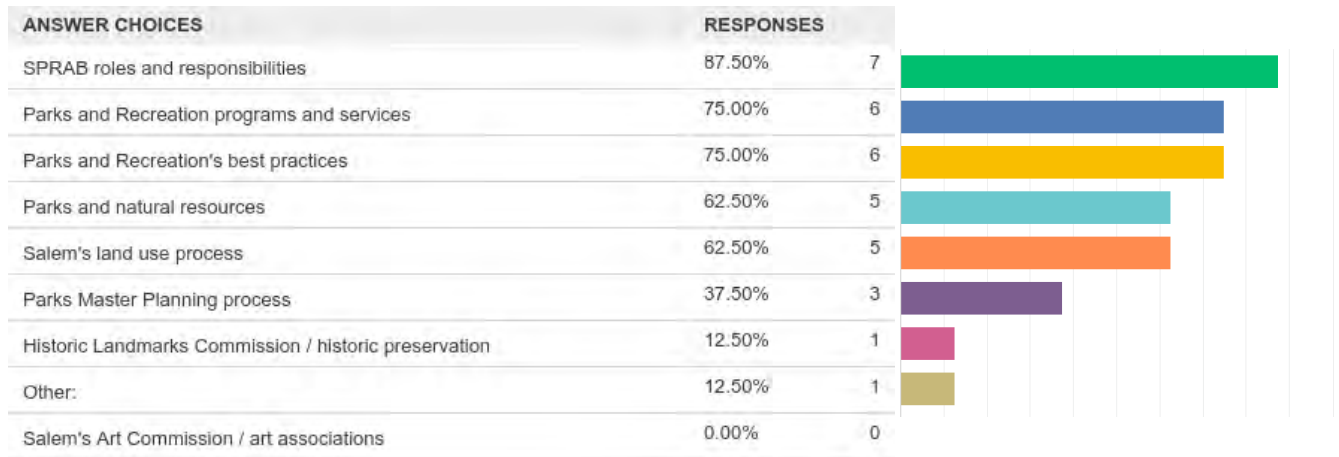 ANSWER CHOICES RESPONSES
SPRAB roles and responsibilities 87.50% 7
Parks and Recreation programs and services 75.00% 6
Parks and Recreation's best practices 75.00% 6
Parks and natural resources 62.50% 5
Salem's land use process 62.50% 5
Parks Master Planning process 37.50% 3
Historic Landmarks Commission / historic preservation 12.50% 1
Other: 12.50% 1
Salem's Art Commission / art associations 0.00% 0